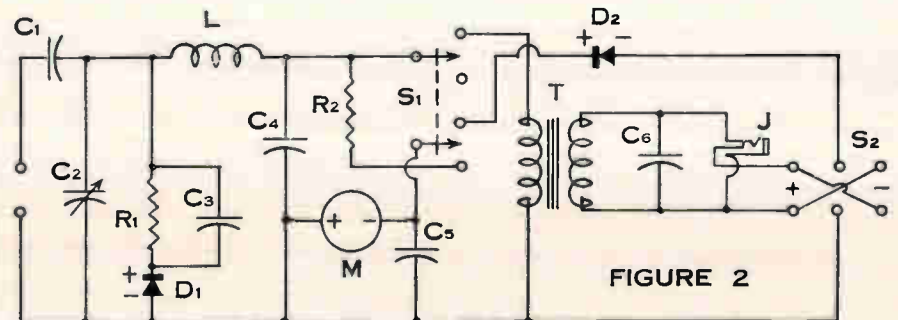 C1
L
D2
+ -
R2
S1
T
C4
C6
J
S2
C2
R1
C3
+ -
+ -
C5
M
+
-
D1
FIGURE 2